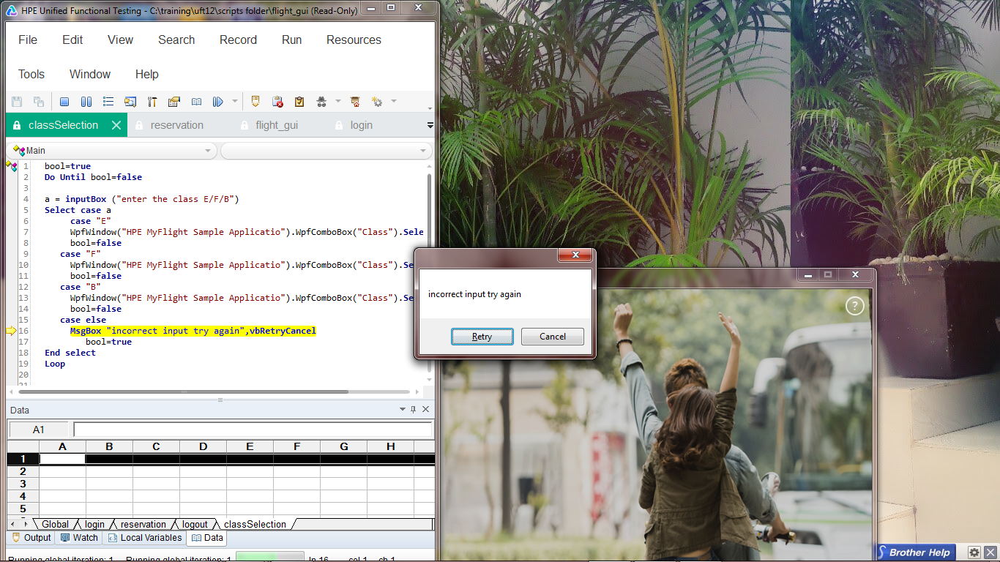 HPE Unified Functional Testing - C:\training\uft12\scripts folder\flight_gui (Read-Only)
File Edit View Search Record Run Resources
Tools Window Help
classSelection reservation flight_gui login
Main
1 bool=true
2 Do Until bool=false
3
4 a = inputBox ("enter the class E/F/B")
5 Select case a
6 case "E"
7 WpfWindow("HPE MyFlight Sample Applicatio").WpfComboBox("Class").Sele
8 bool=false
9 case "F"
10 WpfWindow("HPE MyFlight Sample Applicatio").WpfComboBox("Class").Se
11 bool=false
12 case "B"
13 WpfWindow("HPE MyFlight Sample Applicatio").WpfComboBox("Class").Se
14 bool=false
15 case else
16 MsgBox "incorrect input try again",vbRetryCancel
17 bool=true
18 End select
19 Loop
20
21
incorrect input try again
Retry Cancel
?
Data
A1
A B C D E F G H
1
2
3
4
5
Global login reservation logout classSelection
Output Watch Local Variables Data
Running global iteration: 1 Running global iteration: 1 ln 16 col 1 ch 1
Brother Help